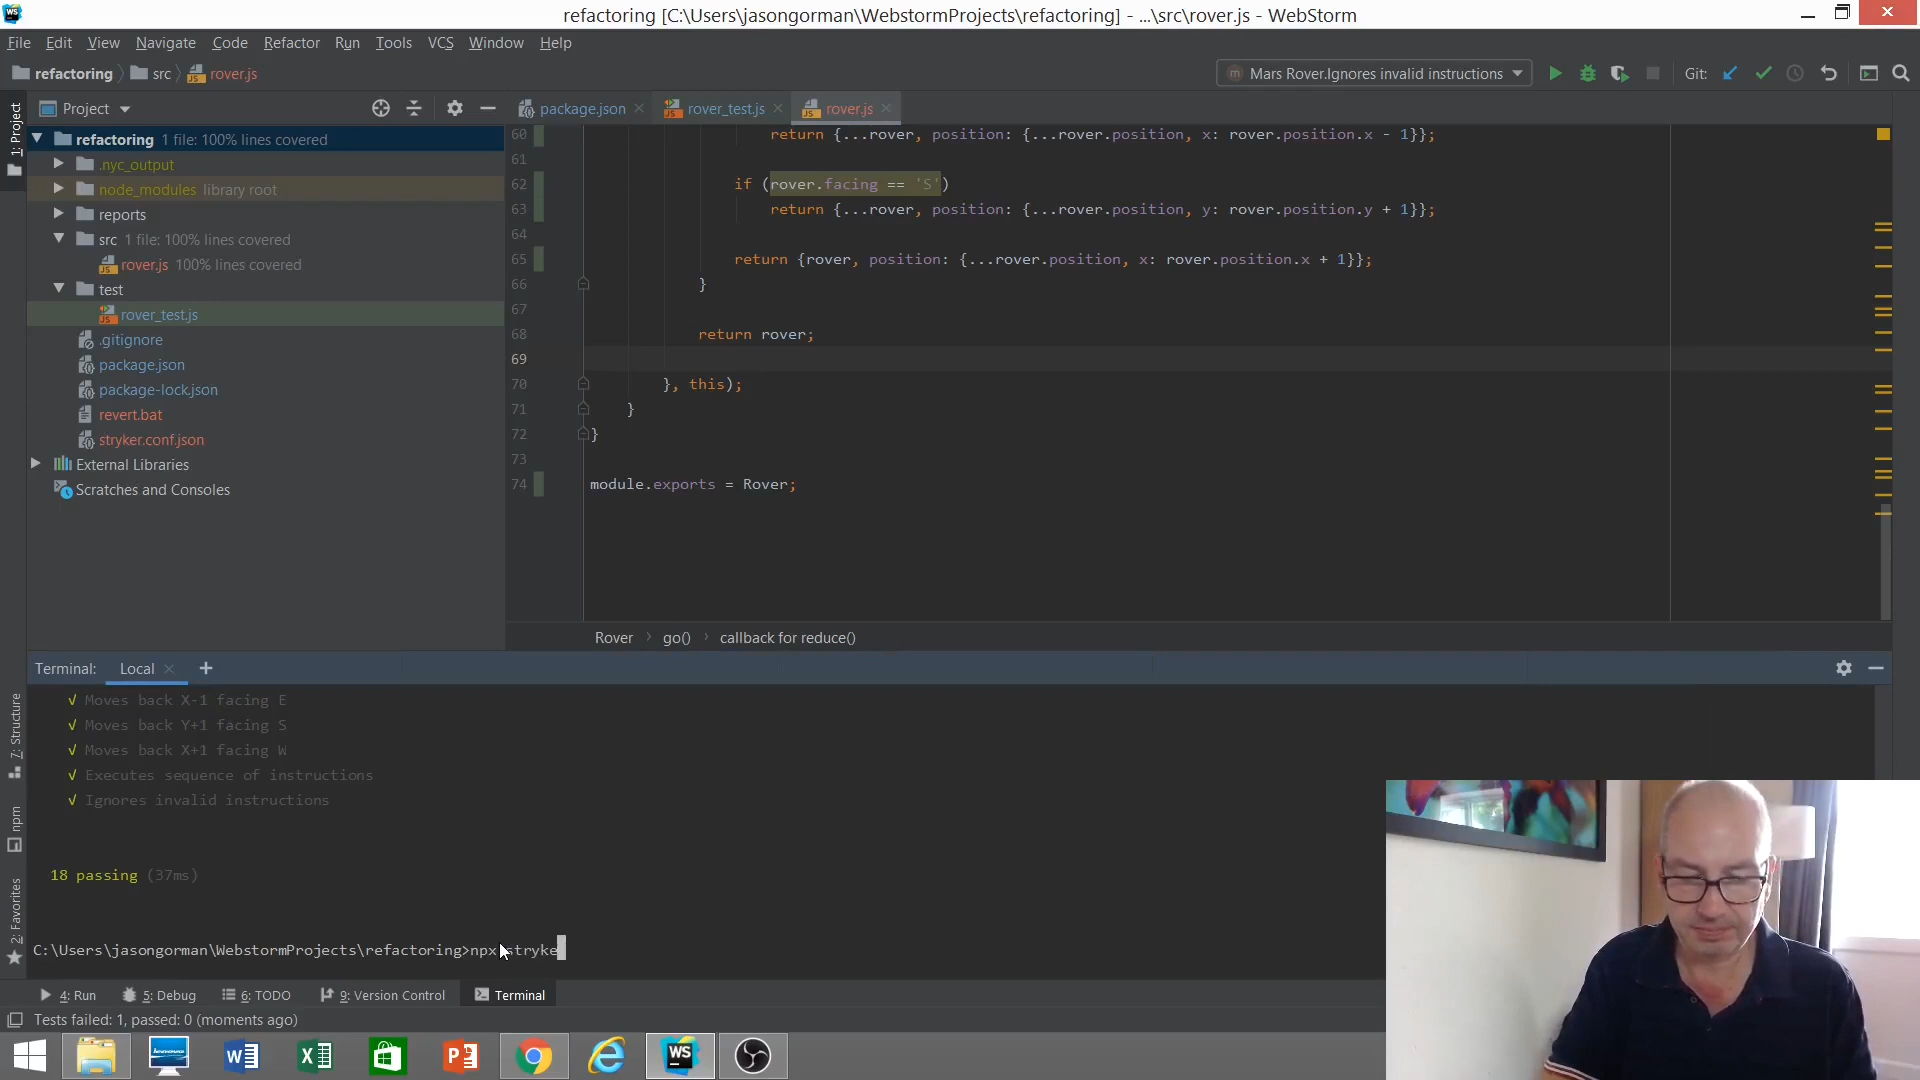 refactoring [C:\Users\jasongorman\WebstormProjects\refactoring] - ...\src\rover.js - WebStorm
File Edit View Navigate Code Refactor Run Tools VCS Window Help
refactoring src rover.js
Mars Rover.Ignores invalid instructions
Git:
1: Project
Project
package.json
rover_test.js
rover.js
refactoring 1 file: 100% lines covered
.nyc_output
node_modules library root
reports
src 1 file: 100% lines covered
rover.js 100% lines covered
test
rover_test.js
.gitignore
package.json
package-lock.json
revert.bat
stryker.conf.json
External Libraries
Scratches and Consoles
60 return {...rover, position: {...rover.position, x: rover.position.x - 1}};
61
62 if (rover.facing == 'S')
63 return {...rover, position: {...rover.position, y: rover.position.y + 1}};
64
65 return {rover, position: {...rover.position, x: rover.position.x + 1}};
66 }
67
68 return rover;
69
70 }, this);
71 }
72 }
73
74 module.exports = Rover;
Rover go() callback for reduce()
Terminal: Local
√ Moves back X-1 facing E
√ Moves back Y+1 facing S
√ Moves back X+1 facing W
√ Executes sequence of instructions
√ Ignores invalid instructions
18 passing (37ms)
C:\Users\jasongorman\WebstormProjects\refactoring>npx stryke
7: Structure
npm
2: Favorites
4: Run 5: Debug 6: TODO 9: Version Control Terminal
Tests failed: 1, passed: 0 (moments ago)
WS